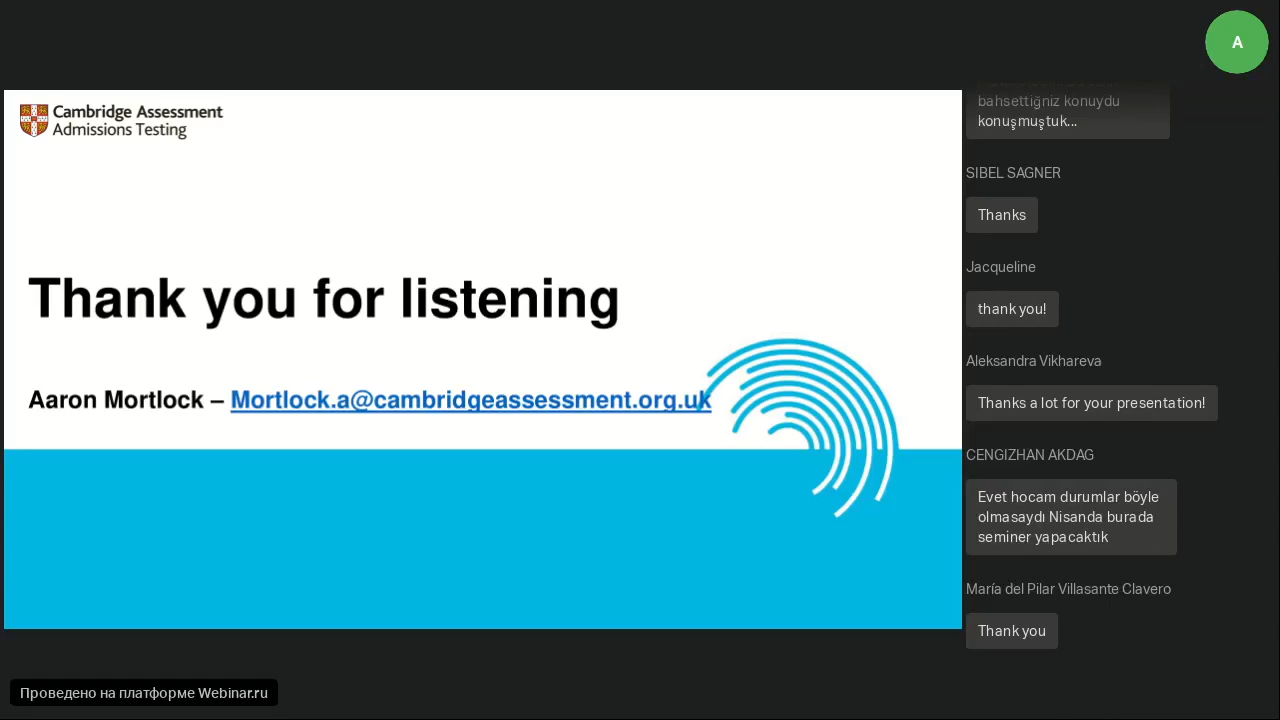 A
Cambridge Assessment
Admissions Testing
Thank you for listening
Aaron Mortlock – Mortlock.a@cambridgeassessment.org.uk
bahsettiğniz konuydu
konuşmuştuk...
SIBEL SAGNER
Thanks
Jacqueline
thank you!
Aleksandra Vikhareva
Thanks a lot for your presentation!
CENGIZHAN AKDAG
Evet hocam durumlar böyle
olmasaydı Nisanda burada
seminer yapacaktık
María del Pilar Villasante Clavero
Thank you
Проведено на платформе Webinar.ru